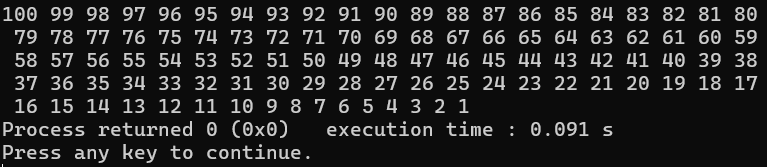 100 99 98 97 96 95 94 93 92 91 90 89 88 87 86 85 84 83 82 81 80
79 78 77 76 75 74 73 72 71 70 69 68 67 66 65 64 63 62 61 60 59
58 57 56 55 54 53 52 51 50 49 48 47 46 45 44 43 42 41 40 39 38
37 36 35 34 33 32 31 30 29 28 27 26 25 24 23 22 21 20 19 18 17
16 15 14 13 12 11 10 9 8 7 6 5 4 3 2 1
Process returned 0 (0x0)   execution time : 0.091 s
Press any key to continue.